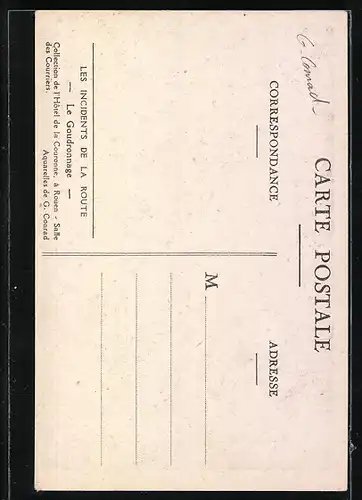 G. Conrad
CARTE POSTALE
CORRESPONDANCE
ADRESSE
M
LES INCIDENTS DE LA ROUTE
Le Goudronnage
Collection de l'Hôtel de la Couronne, à Rouen - Salle
des Courriers. Aquarelles de G. Conrad